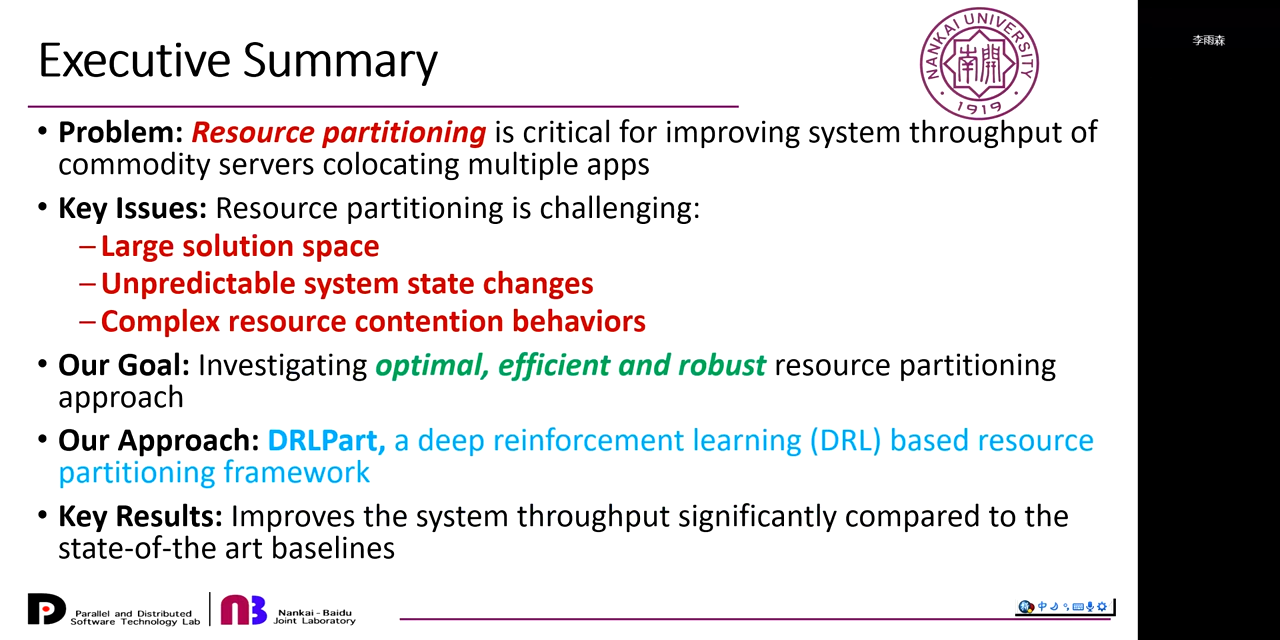 Executive Summary
NANKAI UNIVERSITY
南開
1919
李雨森
• Problem: Resource partitioning is critical for improving system throughput of
commodity servers colocating multiple apps
• Key Issues: Resource partitioning is challenging:
– Large solution space
– Unpredictable system state changes
– Complex resource contention behaviors
• Our Goal: Investigating optimal, efficient and robust resource partitioning
approach
• Our Approach: DRLPart, a deep reinforcement learning (DRL) based resource
partitioning framework
• Key Results: Improves the system throughput significantly compared to the
state-of-the art baselines
Parallel and Distributed
Software Technology Lab
Nankai - Baidu
Joint Laboratory
中